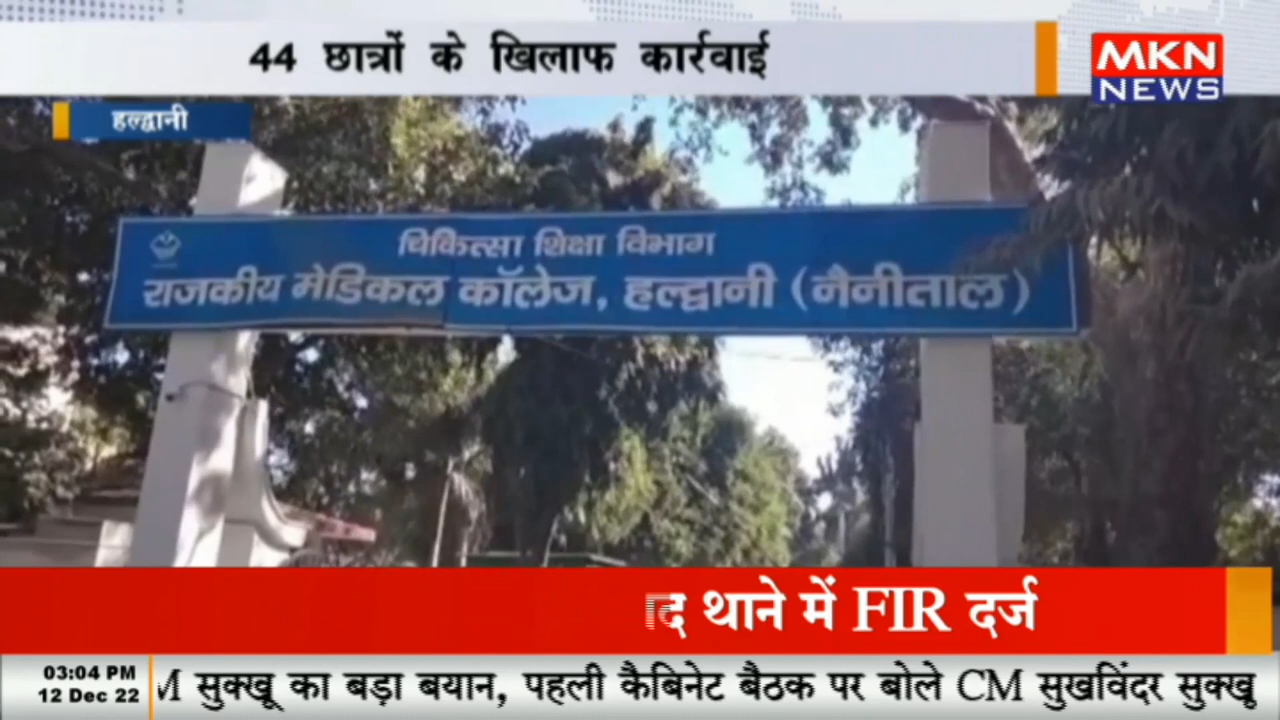 44 छात्रों के खिलाफ कार्रवाई
MKN
NEWS
हल्द्वानी
चिकित्सा शिक्षा विभाग
राजकीय मेडिकल कॉलेज, हल्द्वानी (नैनीताल)
थाने में FIR दर्ज
03:04 PM
12 Dec 22
सुक्खू का बड़ा बयान, पहली कैबिनेट बैठक पर बोले CM सुखविंदर सुक्खू